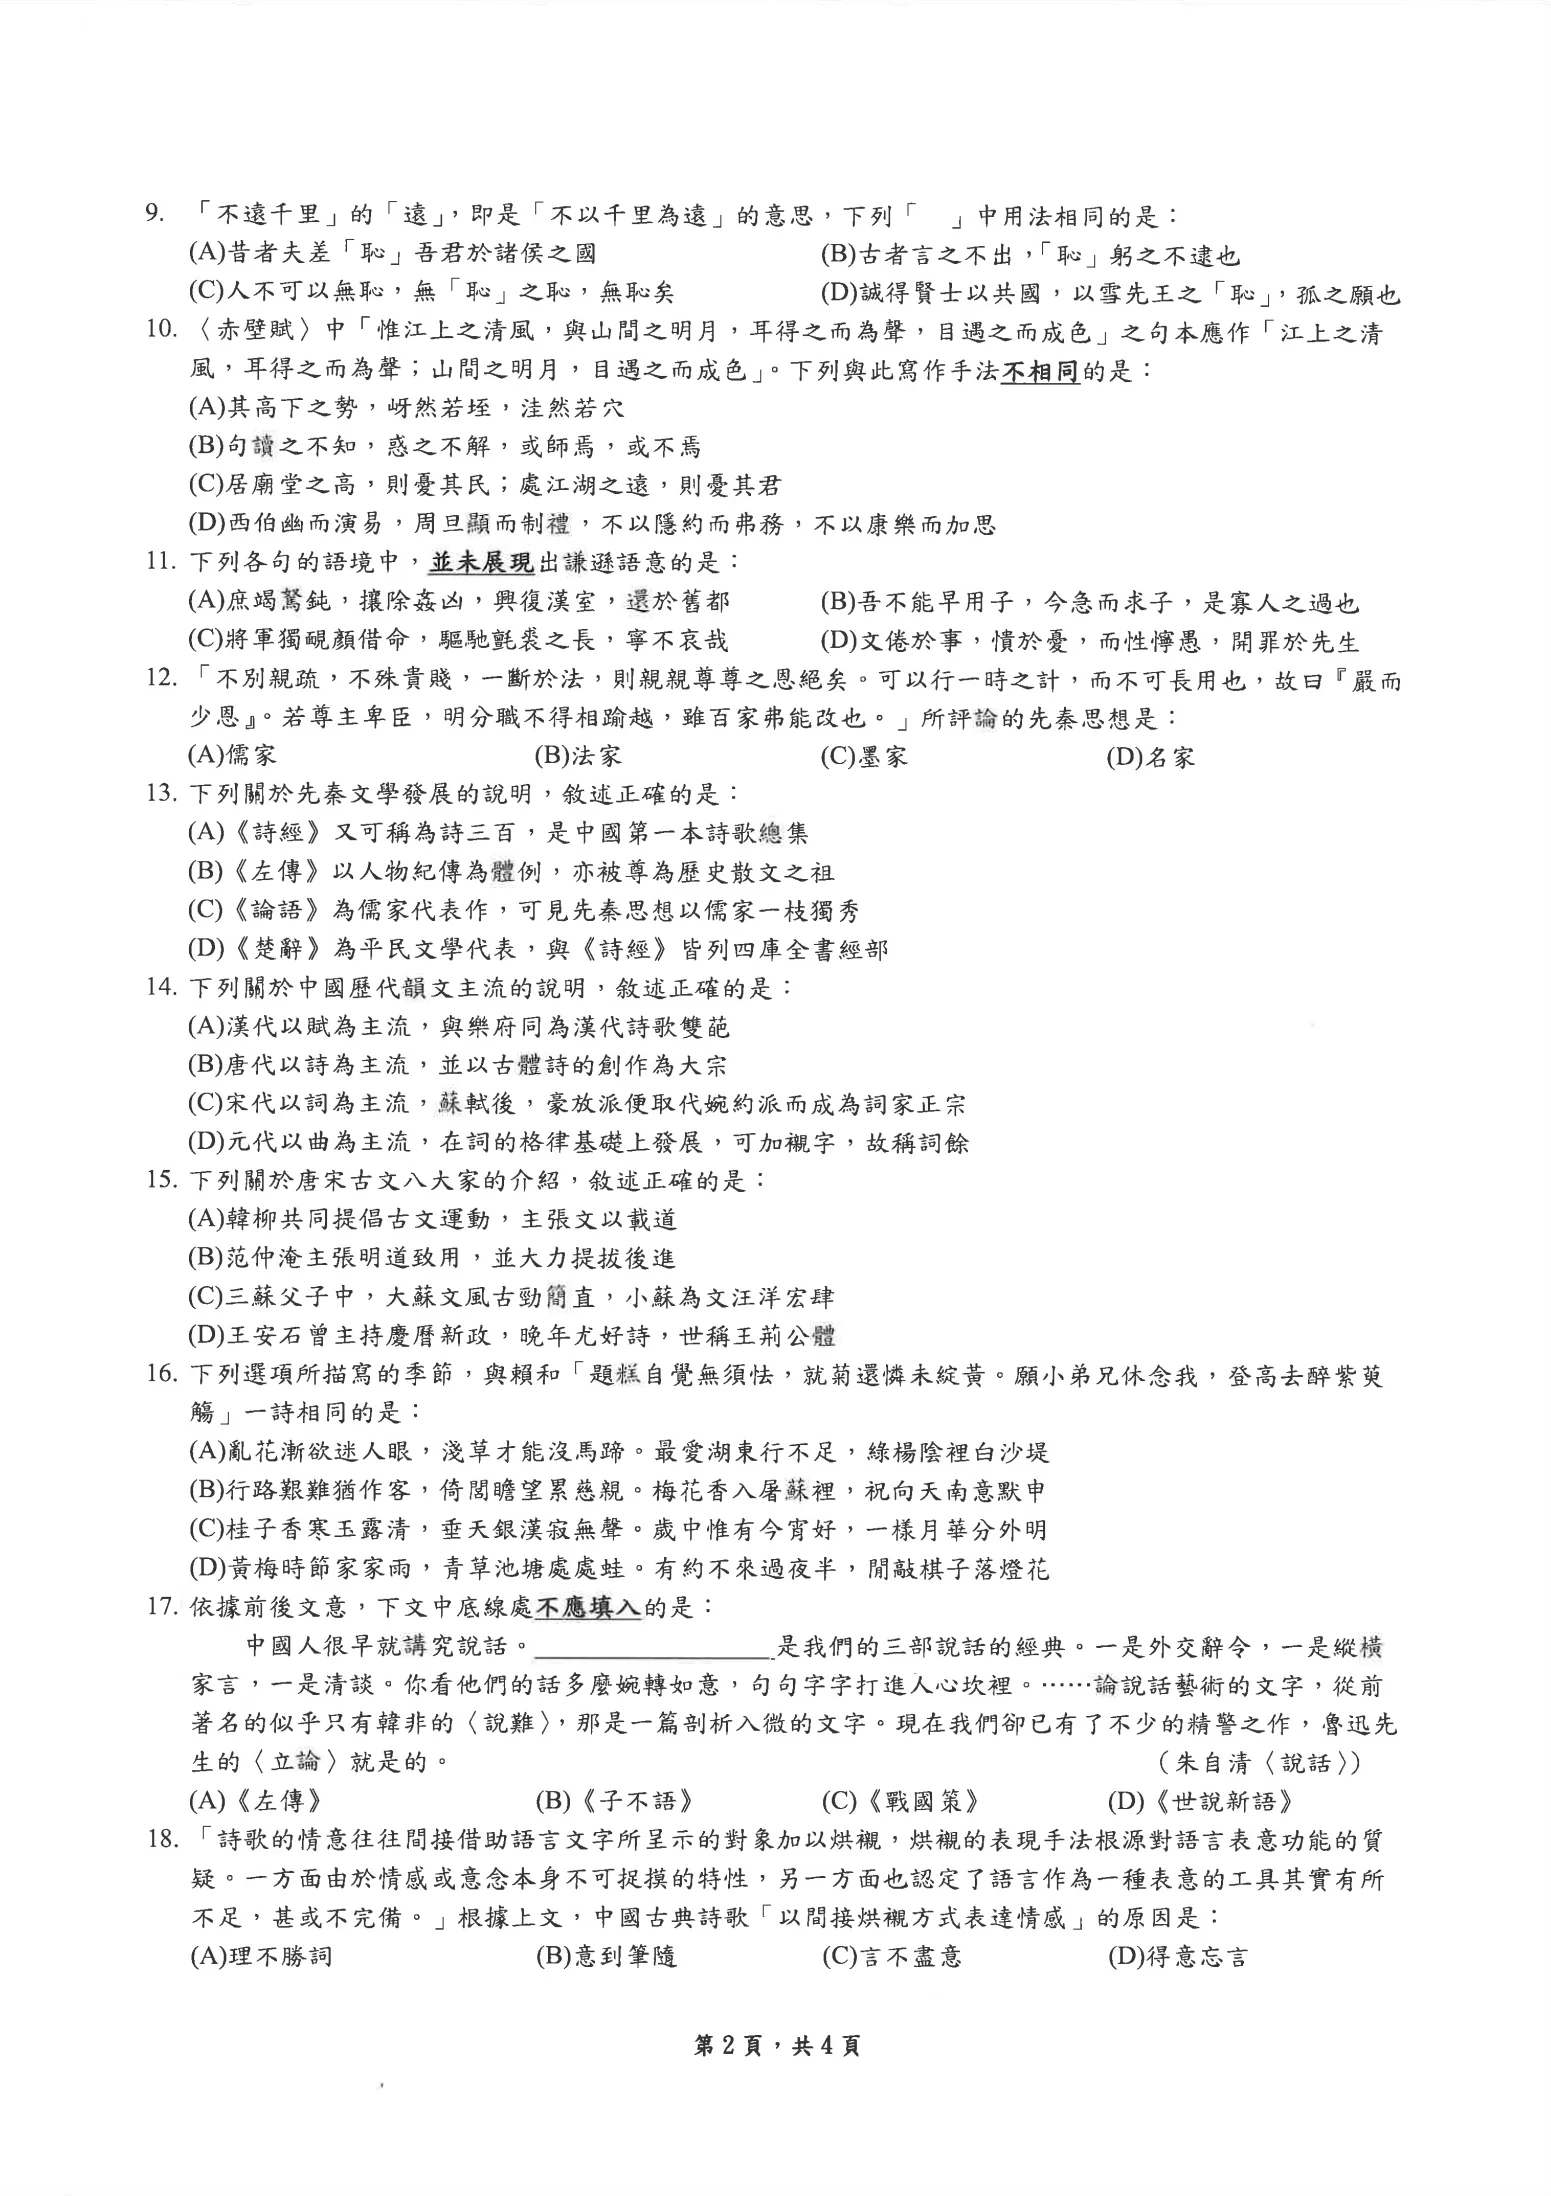 9. 「不遠千里」的「遠」，即是「不以千里為遠」的意思，下列「　」中用法相同的是：
(A)昔者夫差「恥」吾君於諸侯之國 (B)古者言之不出，「恥」躬之不逮也
(C)人不可以無恥，無「恥」之恥，無恥矣 (D)誠得賢士以共國，以雪先王之「恥」，孤之願也
10. 〈赤壁賦〉中「惟江上之清風，與山間之明月，耳得之而為聲，目遇之而成色」之句本應作「江上之清
風，耳得之而為聲；山間之明月，目遇之而成色」。下列與此寫作手法不相同的是：
(A)其高下之勢，岈然若垤，洼然若穴
(B)句讀之不知，惑之不解，或師焉，或不焉
(C)居廟堂之高，則憂其民；處江湖之遠，則憂其君
(D)西伯幽而演易，周旦顯而制禮，不以隱約而弗務，不以康樂而加思
11. 下列各句的語境中，並未展現出謙遜語意的是：
(A)庶竭駑鈍，攘除姦凶，興復漢室，還於舊都 (B)吾不能早用子，今急而求子，是寡人之過也
(C)將軍獨靦顏借命，驅馳氈裘之長，寧不哀哉 (D)文倦於事，憒於憂，而性懧愚，開罪於先生
12. 「不別親疏，不殊貴賤，一斷於法，則親親尊尊之恩絕矣。可以行一時之計，而不可長用也，故曰『嚴而
少恩』。若尊主卑臣，明分職不得相踰越，雖百家弗能改也。」所評論的先秦思想是：
(A)儒家 (B)法家 (C)墨家 (D)名家
13. 下列關於先秦文學發展的說明，敘述正確的是：
(A)《詩經》又可稱為詩三百，是中國第一本詩歌總集
(B)《左傳》以人物紀傳為體例，亦被尊為歷史散文之祖
(C)《論語》為儒家代表作，可見先秦思想以儒家一枝獨秀
(D)《楚辭》為平民文學代表，與《詩經》皆列四庫全書經部
14. 下列關於中國歷代韻文主流的說明，敘述正確的是：
(A)漢代以賦為主流，與樂府同為漢代詩歌雙葩
(B)唐代以詩為主流，並以古體詩的創作為大宗
(C)宋代以詞為主流，蘇軾後，豪放派便取代婉約派而成為詞家正宗
(D)元代以曲為主流，在詞的格律基礎上發展，可加襯字，故稱詞餘
15. 下列關於唐宋古文八大家的介紹，敘述正確的是：
(A)韓柳共同提倡古文運動，主張文以載道
(B)范仲淹主張明道致用，並大力提拔後進
(C)三蘇父子中，大蘇文風古勁簡直，小蘇為文汪洋宏肆
(D)王安石曾主持慶曆新政，晚年尤好詩，世稱王荊公體
16. 下列選項所描寫的季節，與賴和「題糕自覺無須怯，就菊還憐未綻黃。願小弟兄休念我，登高去醉紫萸
觴」一詩相同的是：
(A)亂花漸欲迷人眼，淺草才能沒馬蹄。最愛湖東行不足，綠楊陰裡白沙堤
(B)行路艱難猶作客，倚閭瞻望累慈親。梅花香入屠蘇裡，祝向天南意默申
(C)桂子香寒玉露清，垂天銀漢寂無聲。歲中惟有今宵好，一樣月華分外明
(D)黃梅時節家家雨，青草池塘處處蛙。有約不來過夜半，閒敲棋子落燈花
17. 依據前後文意，下文中底線處不應填入的是：
中國人很早就講究說話。＿＿＿＿＿＿＿＿是我們的三部說話的經典。一是外交辭令，一是縱橫
家言，一是清談。你看他們的話多麼婉轉如意，句句字字打進人心坎裡。……論說話藝術的文字，從前
著名的似乎只有韓非的〈說難〉，那是一篇剖析入微的文字。現在我們卻已有了不少的精警之作，魯迅先
生的〈立論〉就是的。 （朱自清〈說話〉）
(A)《左傳》 (B)《子不語》 (C)《戰國策》 (D)《世說新語》
18. 「詩歌的情意往往間接借助語言文字所呈示的對象加以烘襯，烘襯的表現手法根源對語言表意功能的質
疑。一方面由於情感或意念本身不可捉摸的特性，另一方面也認定了語言作為一種表意的工具其實有所
不足，甚或不完備。」根據上文，中國古典詩歌「以間接烘襯方式表達情感」的原因是：
(A)理不勝詞 (B)意到筆隨 (C)言不盡意 (D)得意忘言
第 2 頁，共 4 頁